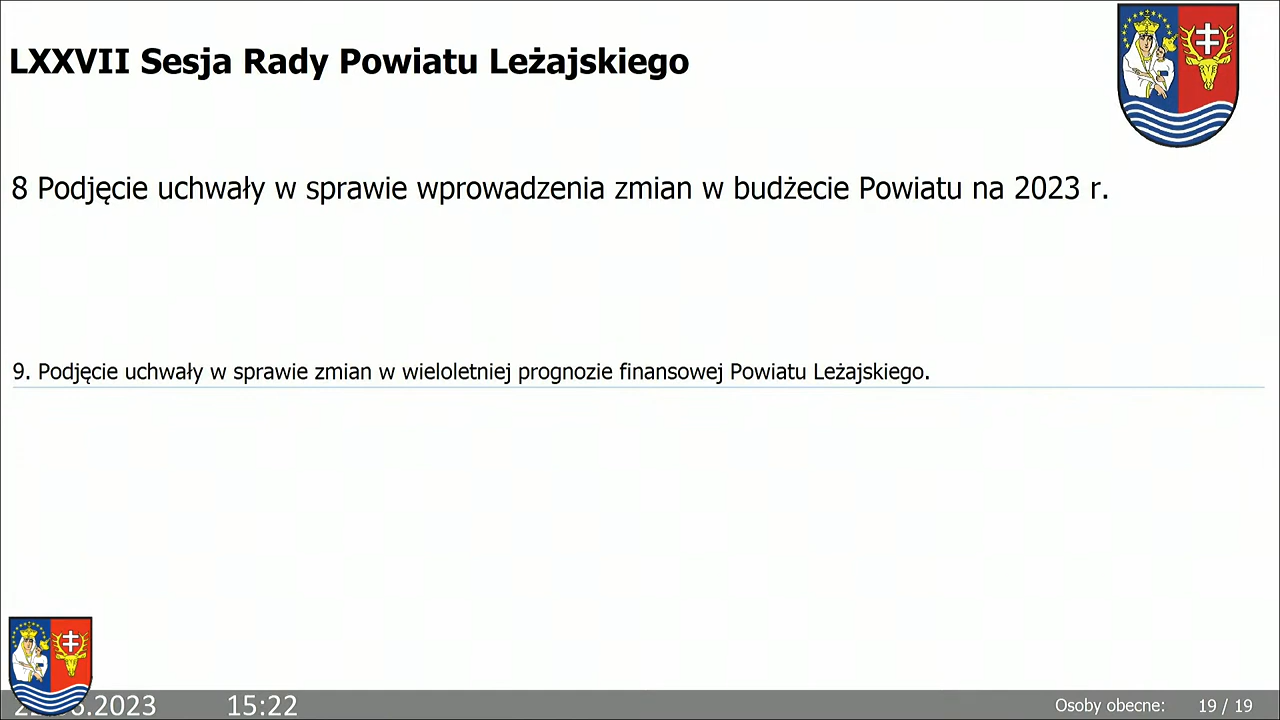 LXXVII Sesja Rady Powiatu Leżajskiego
8 Podjęcie uchwały w sprawie wprowadzenia zmian w budżecie Powiatu na 2023 r.
9. Podjęcie uchwały w sprawie zmian w wieloletniej prognozie finansowej Powiatu Leżajskiego.
15:22
Osoby obecne: 19 / 19